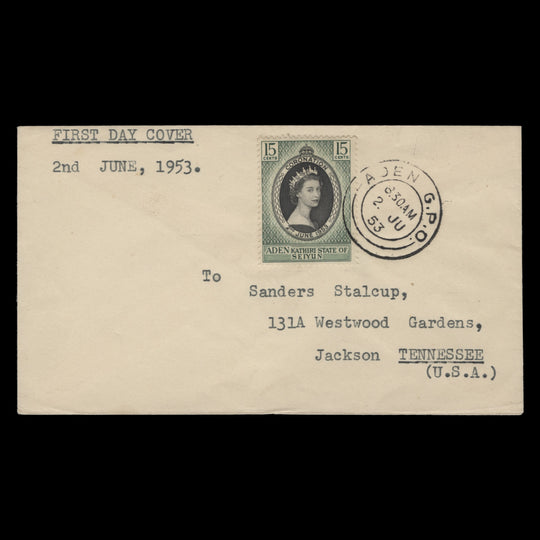 FIRST DAY COVER
2nd JUNE, 1953.
15 15
CENTS CENTS
CORONATION
2 JUNE 1953
ADEN KATHIRI STATE OF
SEIYUN
ADEN G.P.O.
8.30AM
2 JU
53
To
Sanders Stalcup,
131A Westwood Gardens,
Jackson TENNESSEE
(U.S.A.)